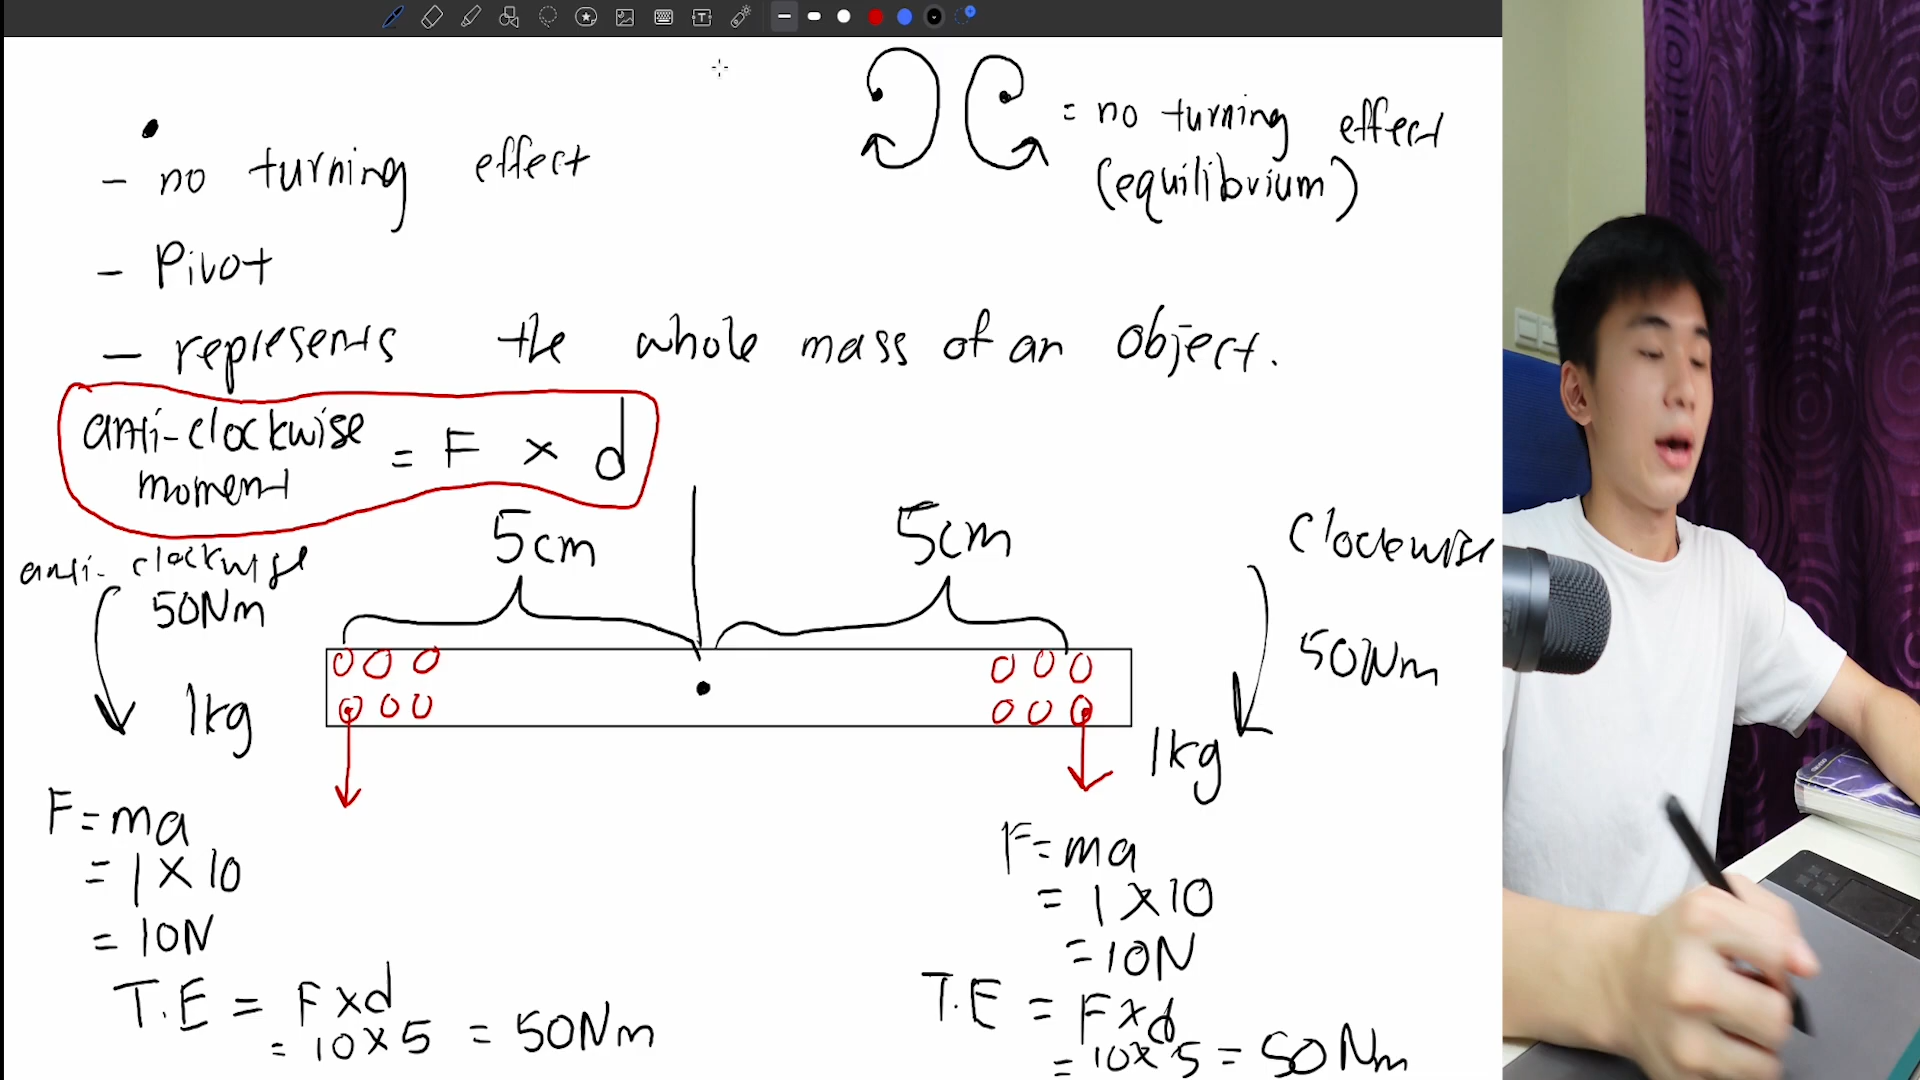 = no turning effect
(equilibrium)
- no turning effect
- Pivot
- represents the whole mass of an object.
anti-clockwise
moment = F x d
5cm
5cm
anti-clockwise
50Nm
clockwise
50Nm
1kg
1kg
F = ma
= 1 x 10
= 10N
T.E = F x d
= 10 x 5 = 50Nm
F = ma
= 1 x 10
= 10N
T.E = F x d
= 10 x 5 = 50Nm